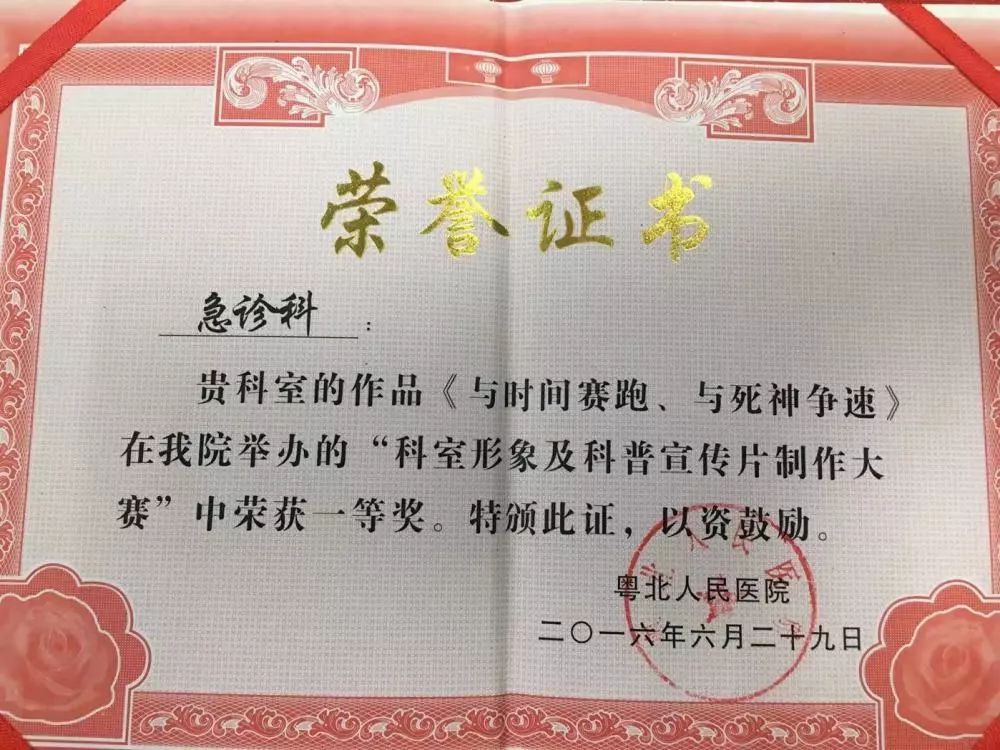 荣誉证书
急诊科：
贵科室的作品《与时间赛跑、与死神争速》
在我院举办的“科室形象及科普宣传片制作大
赛”中荣获一等奖。特颁此证，以资鼓励。
粤北人民医院
二〇一六年六月二十九日